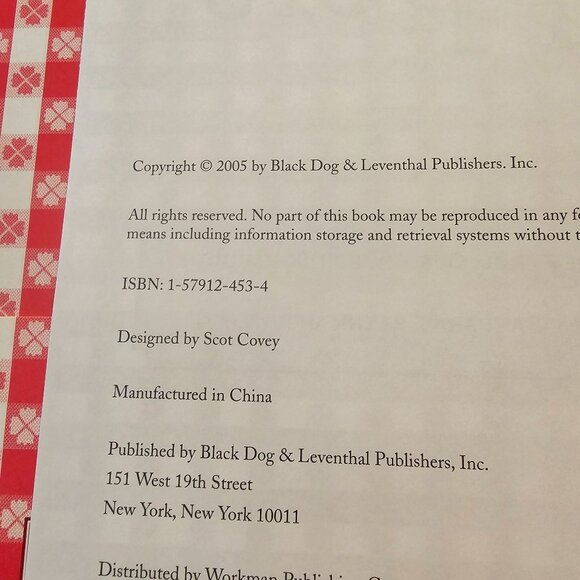 Copyright © 2005 by Black Dog & Leventhal Publishers. Inc.
All rights reserved. No part of this book may be reproduced in any
means including information storage and retrieval systems without
ISBN: 1-57912-453-4
Designed by Scot Covey
Manufactured in China
Published by Black Dog & Leventhal Publishers, Inc.
151 West 19th Street
New York, New York 10011
Distributed by Workman Publishing